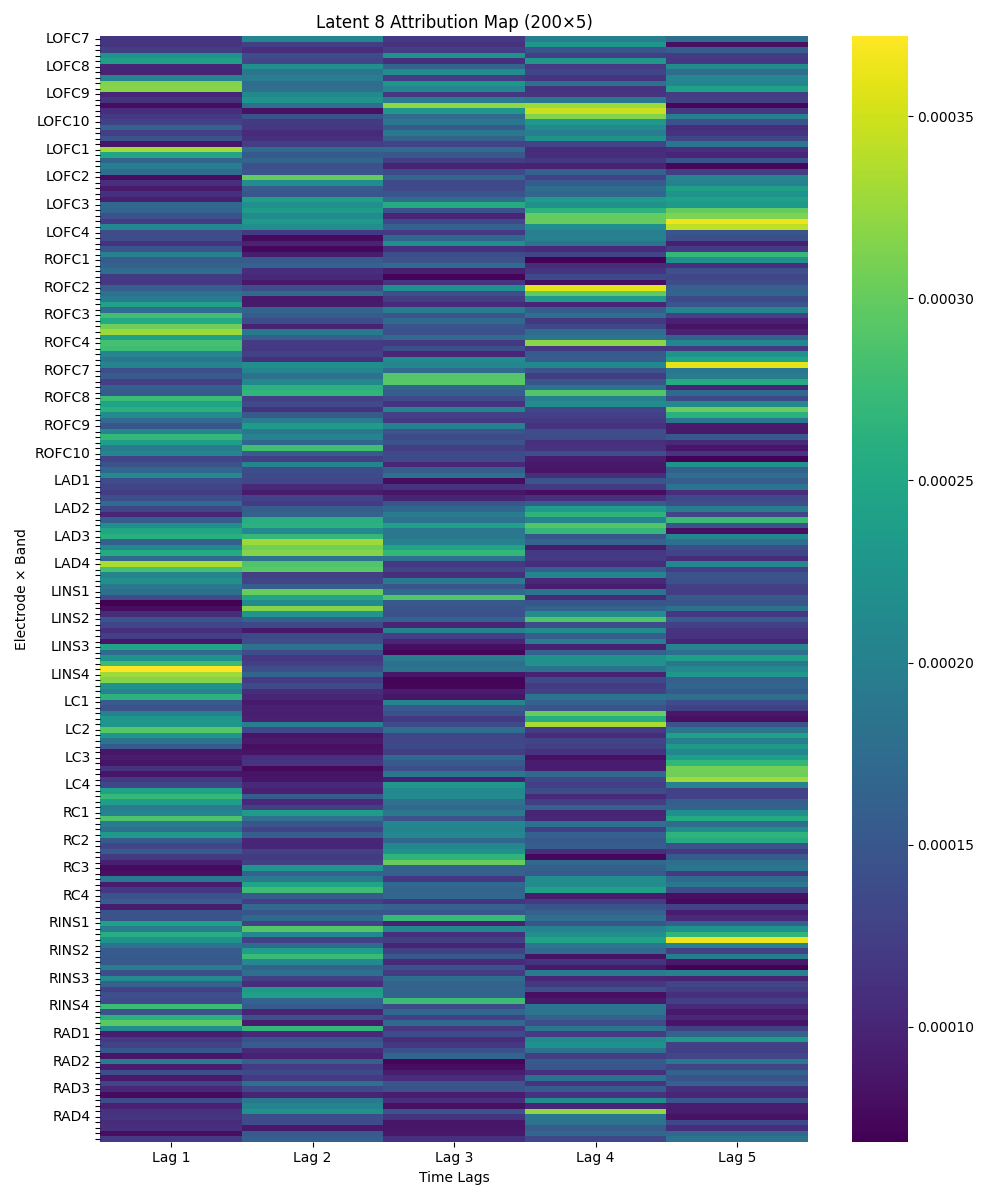 Latent 8 Attribution Map (200×5)
LOFC7
LOFC8
LOFC9
LOFC10
LOFC1
LOFC2
LOFC3
LOFC4
ROFC1
ROFC2
ROFC3
ROFC4
ROFC7
ROFC8
ROFC9
ROFC10
LAD1
LAD2
LAD3
LAD4
LINS1
LINS2
LINS3
LINS4
LC1
LC2
LC3
LC4
RC1
RC2
RC3
RC4
RINS1
RINS2
RINS3
RINS4
RAD1
RAD2
RAD3
RAD4
Electrode × Band
Lag 1 Lag 2 Lag 3 Lag 4 Lag 5
Time Lags
0.00035
0.00030
0.00025
0.00020
0.00015
0.00010